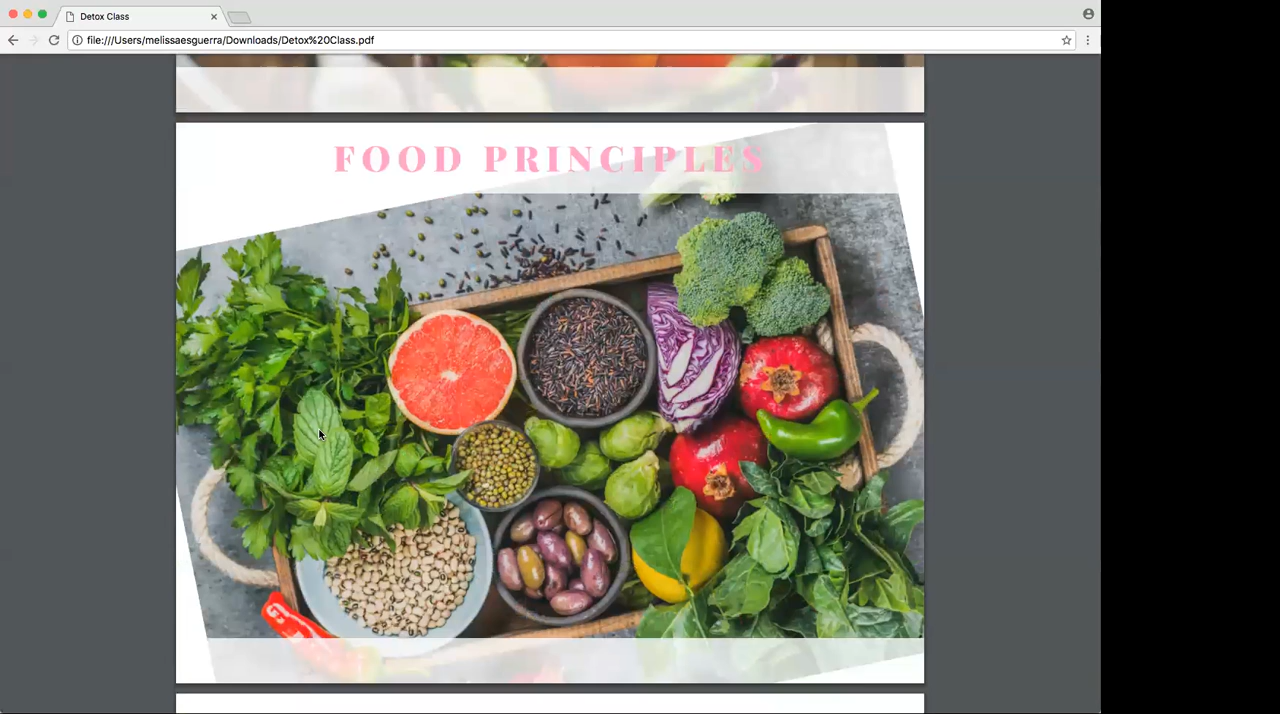 Detox Class
file:///Users/melissaesguerra/Downloads/Detox%20Class.pdf
FOOD PRINCIPLES